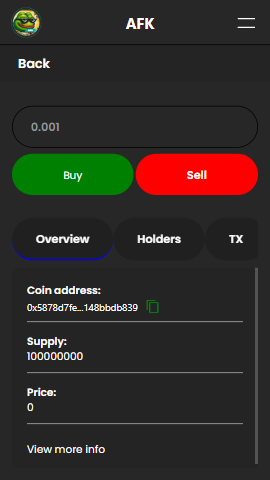 AFK
Back
0.001
Buy Sell
Overview Holders TX
Coin address:
0x5878d7fe...148bbdb839
Supply:
100000000
Price:
0
View more info